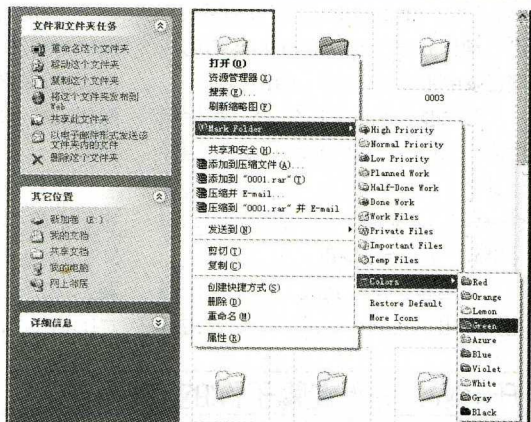 文件和文件夹任务
重命名这个文件夹
移动这个文件夹
复制这个文件夹
将这个文件夹发布到
Web
共享此文件夹
以电子邮件形式发送该
文件夹内的文件
删除这个文件夹
其它位置
新加卷 (E:)
我的文档
共享文档
我的电脑
网上邻居
详细信息
0003
打开(O)
资源管理器(X)
搜索(E)...
刷新缩略图(F)
Mark Folder
共享和安全(H)...
添加到压缩文件(A)...
添加到 "0001.rar"(T)
压缩并 E-mail...
压缩到 "0001.rar" 并 E-mail
发送到(N)
剪切(T)
复制(C)
创建快捷方式(S)
删除(D)
重命名(M)
属性(R)
High Priority
Normal Priority
Low Priority
Planned Work
Half-Done Work
Done Work
Work Files
Private Files
Important Files
Temp Files
Colors
Restore Default
More Icons
Red
Orange
Lemon
Green
Azure
Blue
Violet
White
Gray
Black